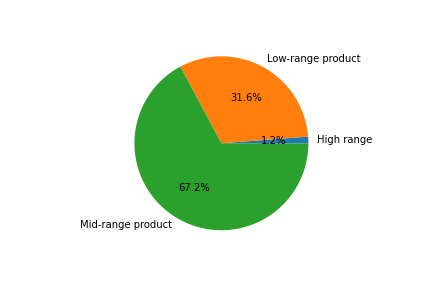 Low-range product
31.6%
1.2%
High range
67.2%
Mid-range product